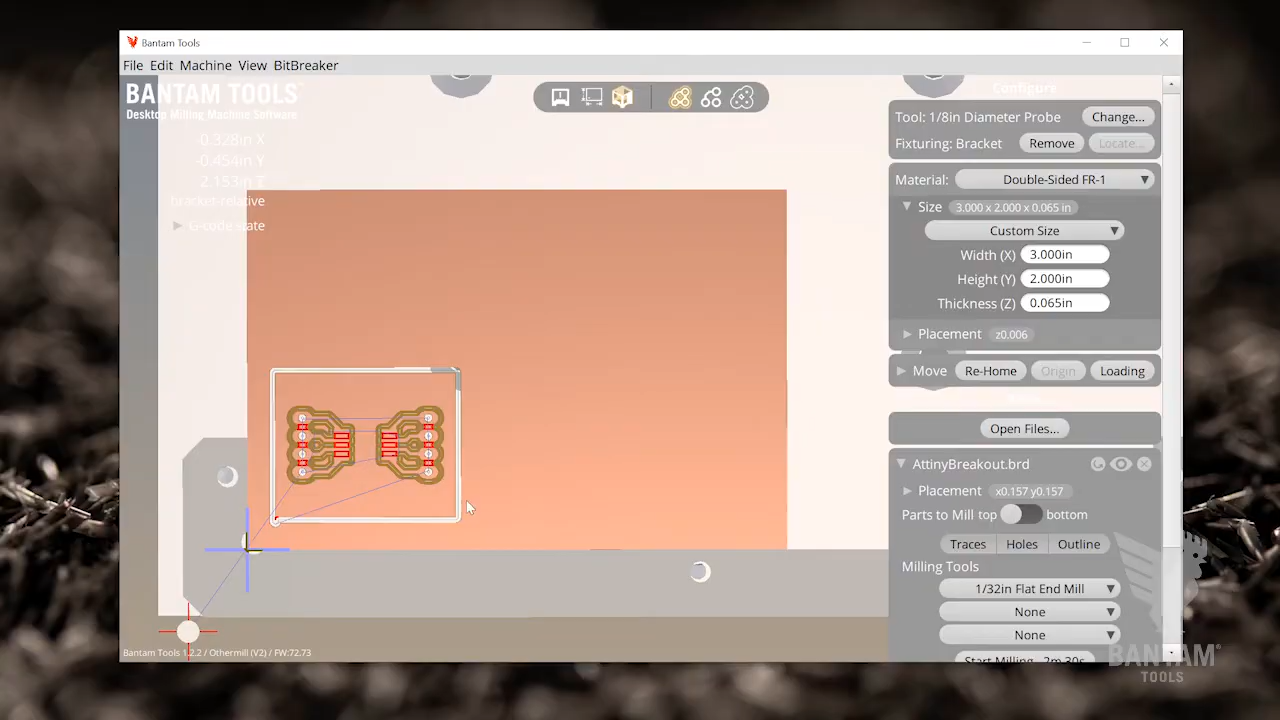 Bantam Tools
File Edit Machine View BitBreaker
BANTAM TOOLS
Desktop Milling Machine Software
-0.328in X
-0.454in Y
2.153in T
bracket-relative
G-code state
Configure
Tool: 1/8in Diameter Probe Change...
Fixturing: Bracket Remove Locate...
Material: Double-Sided FR-1
Size 3.000 x 2.000 x 0.065 in
Custom Size
Width (X) 3.000in
Height (Y) 2.000in
Thickness (Z) 0.065in
Placement z0.006
Move Re-Home Origin Loading
Open Files...
AttinyBreakout.brd
Placement x0.157 y0.157
Parts to Mill top bottom
Traces Holes Outline
Milling Tools
1/32in Flat End Mill
None
None
Start Milling 2m 30s
Bantam Tools 1.2.2 / Othermill (V2) / FW:72.73
BANTAM®
TOOLS